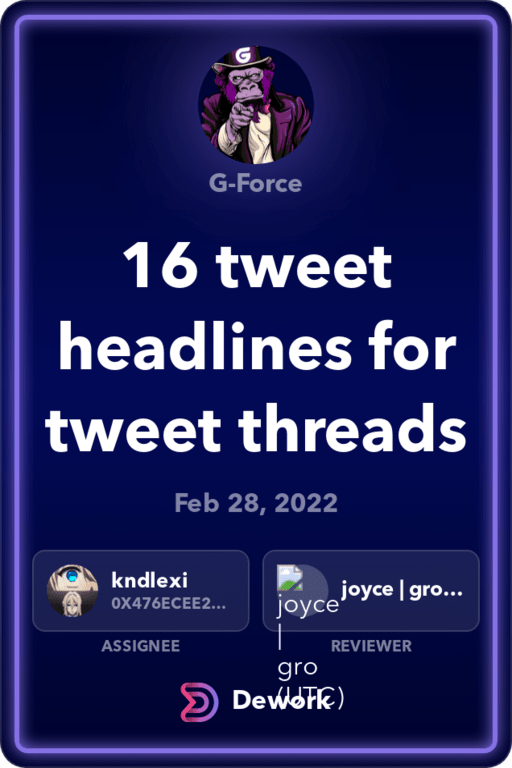 G
G-Force
16 tweet
headlines for
tweet threads
Feb 28, 2022
kndlexi
0X476ECEE2...
joyce | gro...
joyce
|
gro
(UTC)
ASSIGNEE
REVIEWER
Dework